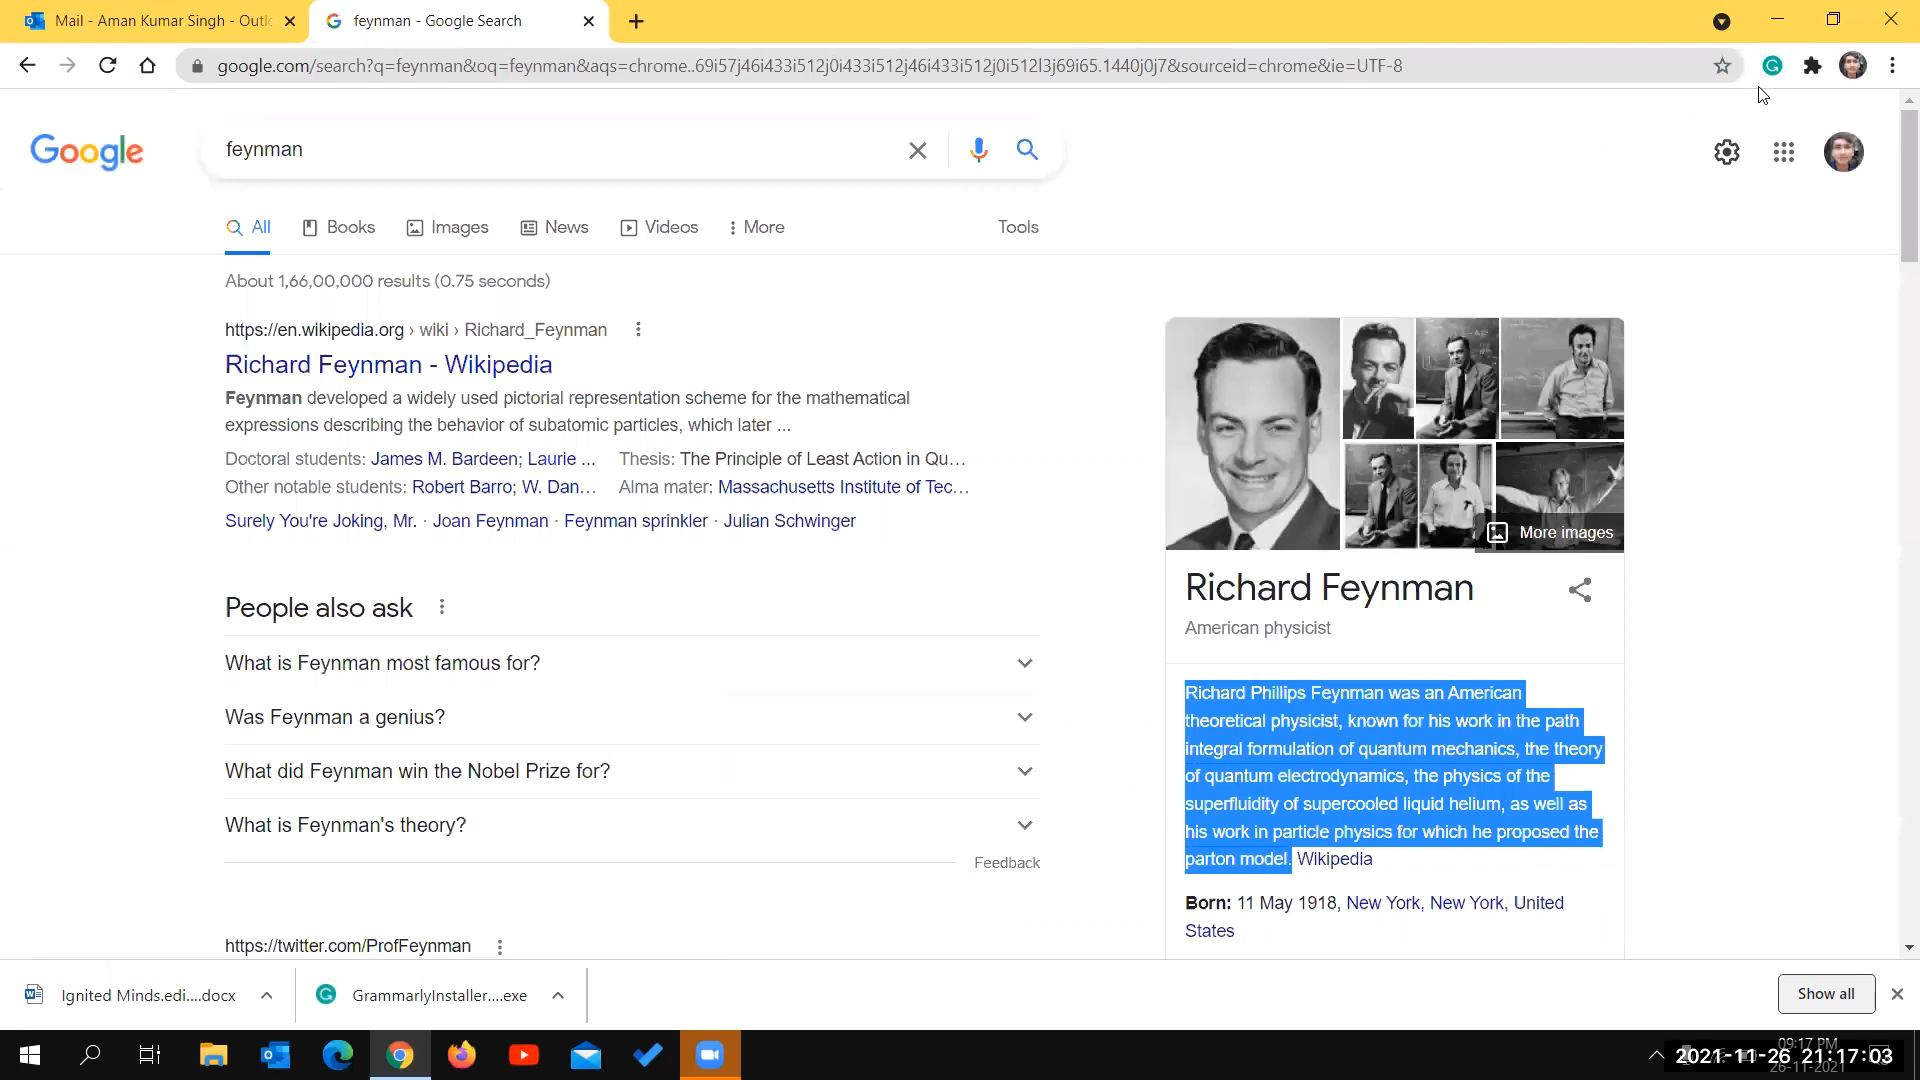 Mail - Aman Kumar Singh - Outl
feynman - Google Search
google.com/search?q=feynman&oq=feynman&aqs=chrome..69i57j46i433i512j0i433i512j46i433i512j0i512l3j69i65.1440j0j7&sourceid=chrome&ie=UTF-8
Google
feynman
All
Books
Images
News
Videos
More
Tools
About 1,66,00,000 results (0.75 seconds)
https://en.wikipedia.org › wiki › Richard_Feynman
Richard Feynman - Wikipedia
Feynman developed a widely used pictorial representation scheme for the mathematical
expressions describing the behavior of subatomic particles, which later ...
Doctoral students: James M. Bardeen; Laurie ...
Thesis: The Principle of Least Action in Qu...
Other notable students: Robert Barro; W. Dan...
Alma mater: Massachusetts Institute of Tec...
Surely You're Joking, Mr. · Joan Feynman · Feynman sprinkler · Julian Schwinger
People also ask
What is Feynman most famous for?
Was Feynman a genius?
What did Feynman win the Nobel Prize for?
What is Feynman's theory?
Feedback
https://twitter.com/ProfFeynman
More images
Richard Feynman
American physicist
Richard Phillips Feynman was an American
theoretical physicist, known for his work in the path
integral formulation of quantum mechanics, the theory
of quantum electrodynamics, the physics of the
superfluidity of supercooled liquid helium, as well as
his work in particle physics for which he proposed the
parton model. Wikipedia
Born: 11 May 1918, New York, New York, United
States
Ignited Minds.edi....docx
GrammarlyInstaller....exe
Show all
09:17 PM
2021-11-26 21:17:03
26-11-2021